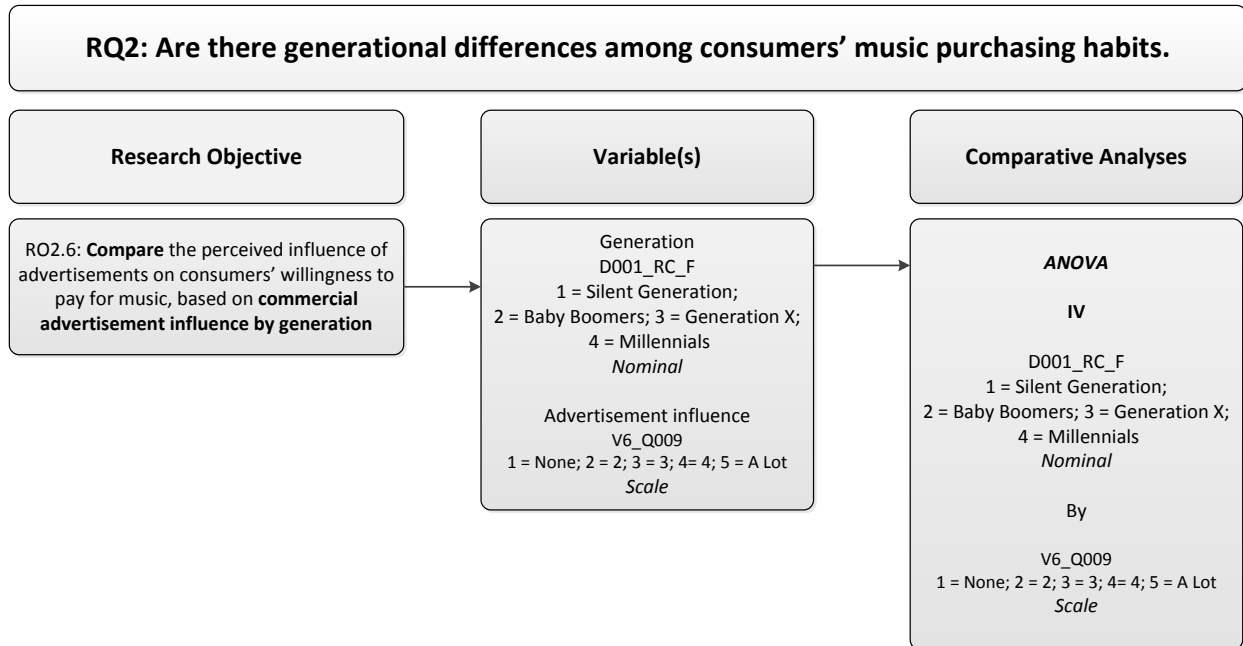 RQ2: Are there generational differences among consumers’ music purchasing habits.
Research Objective
RO2.6: Compare the perceived influence of
advertisements on consumers’ willingness to
pay for music, based on commercial
advertisement influence by generation
Variable(s)
Generation
D001_RC_F
1 = Silent Generation;
2 = Baby Boomers; 3 = Generation X;
4 = Millennials
Nominal
Advertisement influence
V6_Q009
1 = None; 2 = 2; 3 = 3; 4= 4; 5 = A Lot
Scale
Comparative Analyses
ANOVA
IV
D001_RC_F
1 = Silent Generation;
2 = Baby Boomers; 3 = Generation X;
4 = Millennials
Nominal
By
V6_Q009
1 = None; 2 = 2; 3 = 3; 4= 4; 5 = A Lot
Scale